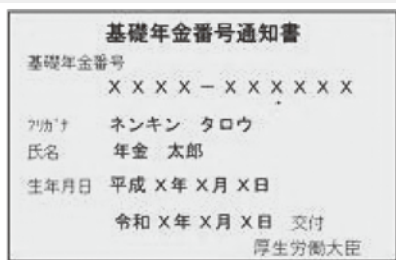 基礎年金番号通知書
基礎年金番号
XXXX-XXXXXX
フリガナ ネンキン タロウ
氏名 年金 太郎
生年月日 平成X年X月X日
令和X年X月X日 交付
厚生労働大臣